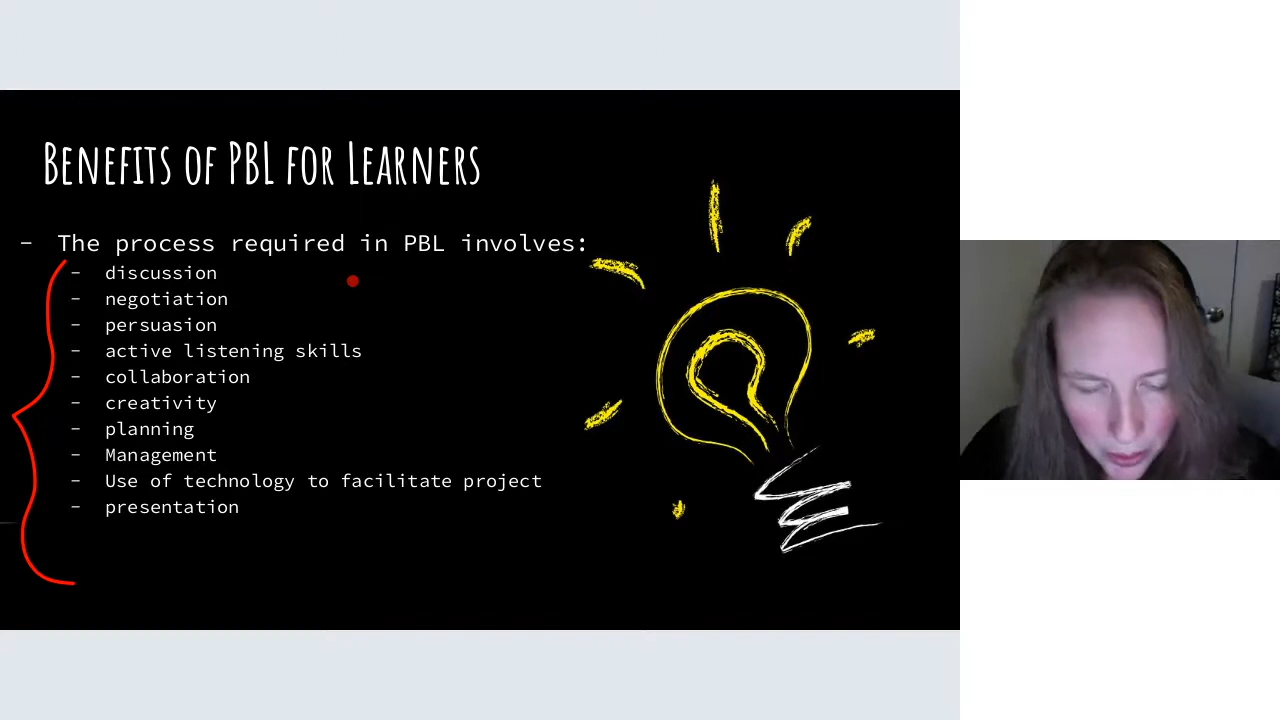 Benefits of PBL for Learners
- The process required in PBL involves:
- discussion
- negotiation
- persuasion
- active listening skills
- collaboration
- creativity
- planning
- Management
- Use of technology to facilitate project
- presentation